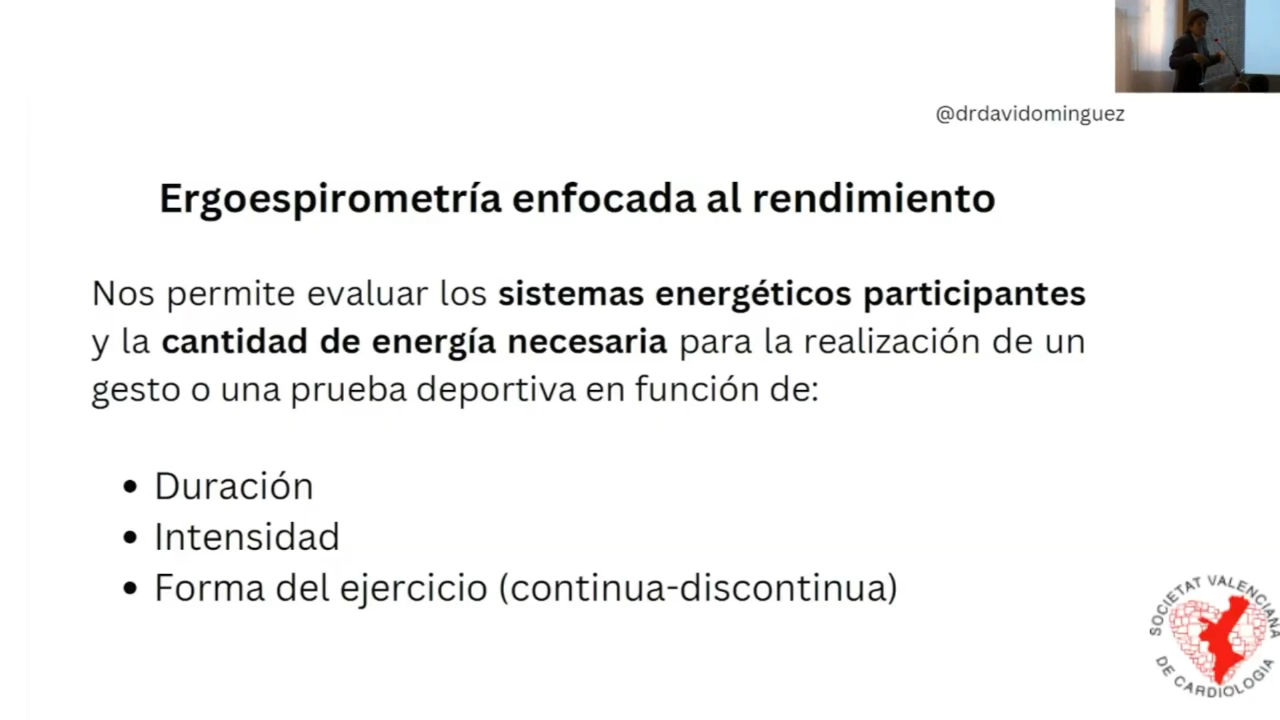 @drdavidominguez
Ergoespirometría enfocada al rendimiento
Nos permite evaluar los sistemas energéticos participantes
y la cantidad de energía necesaria para la realización de un
gesto o una prueba deportiva en función de:
• Duración
• Intensidad
• Forma del ejercicio (continua-discontinua)
SOCIETAT VALENCIANA
DE CARDIOLOGIA